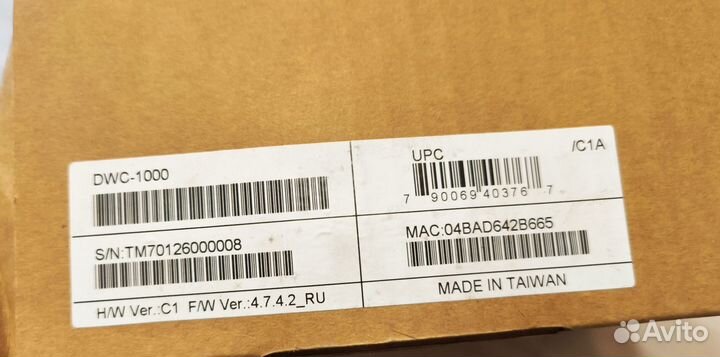 DWC-1000
UPC
/C1A
7 90069 40376 7
S/N:TM70126000008
MAC:04BAD642B665
H/W Ver.:C1 F/W Ver.:4.7.4.2_RU
MADE IN TAIWAN
Avito